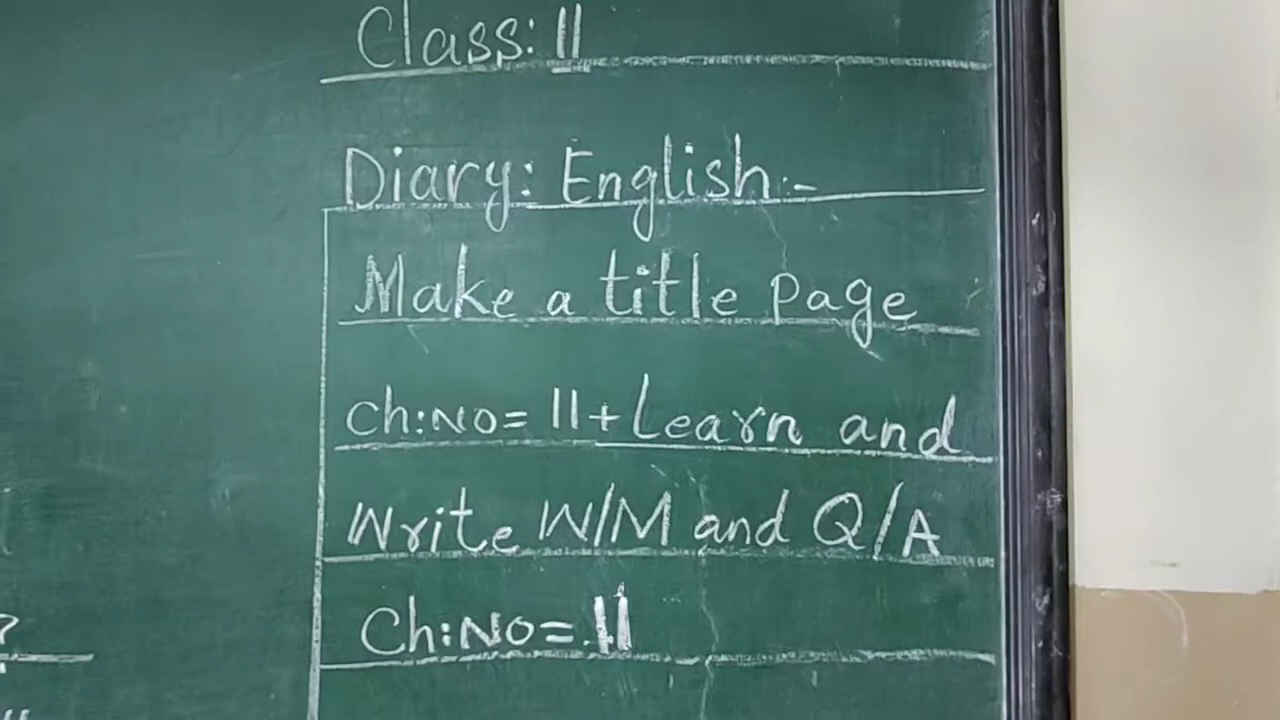 Class: 11
Diary: English:-
Make a title page
Ch:No= 11+Learn and
Write W/M and Q/A
Ch:No= 11
?